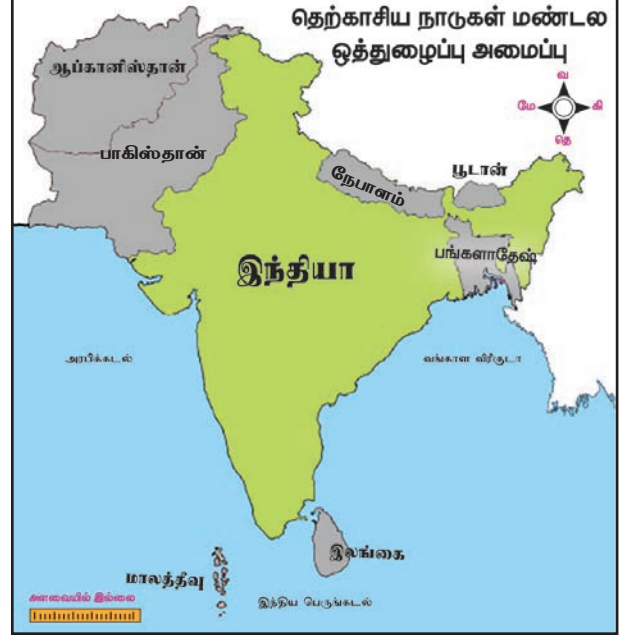 தெற்காசிய நாடுகள் மண்டல
ஒத்துழைப்பு அமைப்பு
வ
மே
கி
தெ
ஆப்கானிஸ்தான்
பாகிஸ்தான்
நேபாளம்
பூடான்
இந்தியா
பங்களாதேஷ்
அரபிக்கடல்
வங்காள விரிகுடா
இலங்கை
மாலத்தீவு
இந்திய பெருங்கடல்
அளவையில் இல்லை